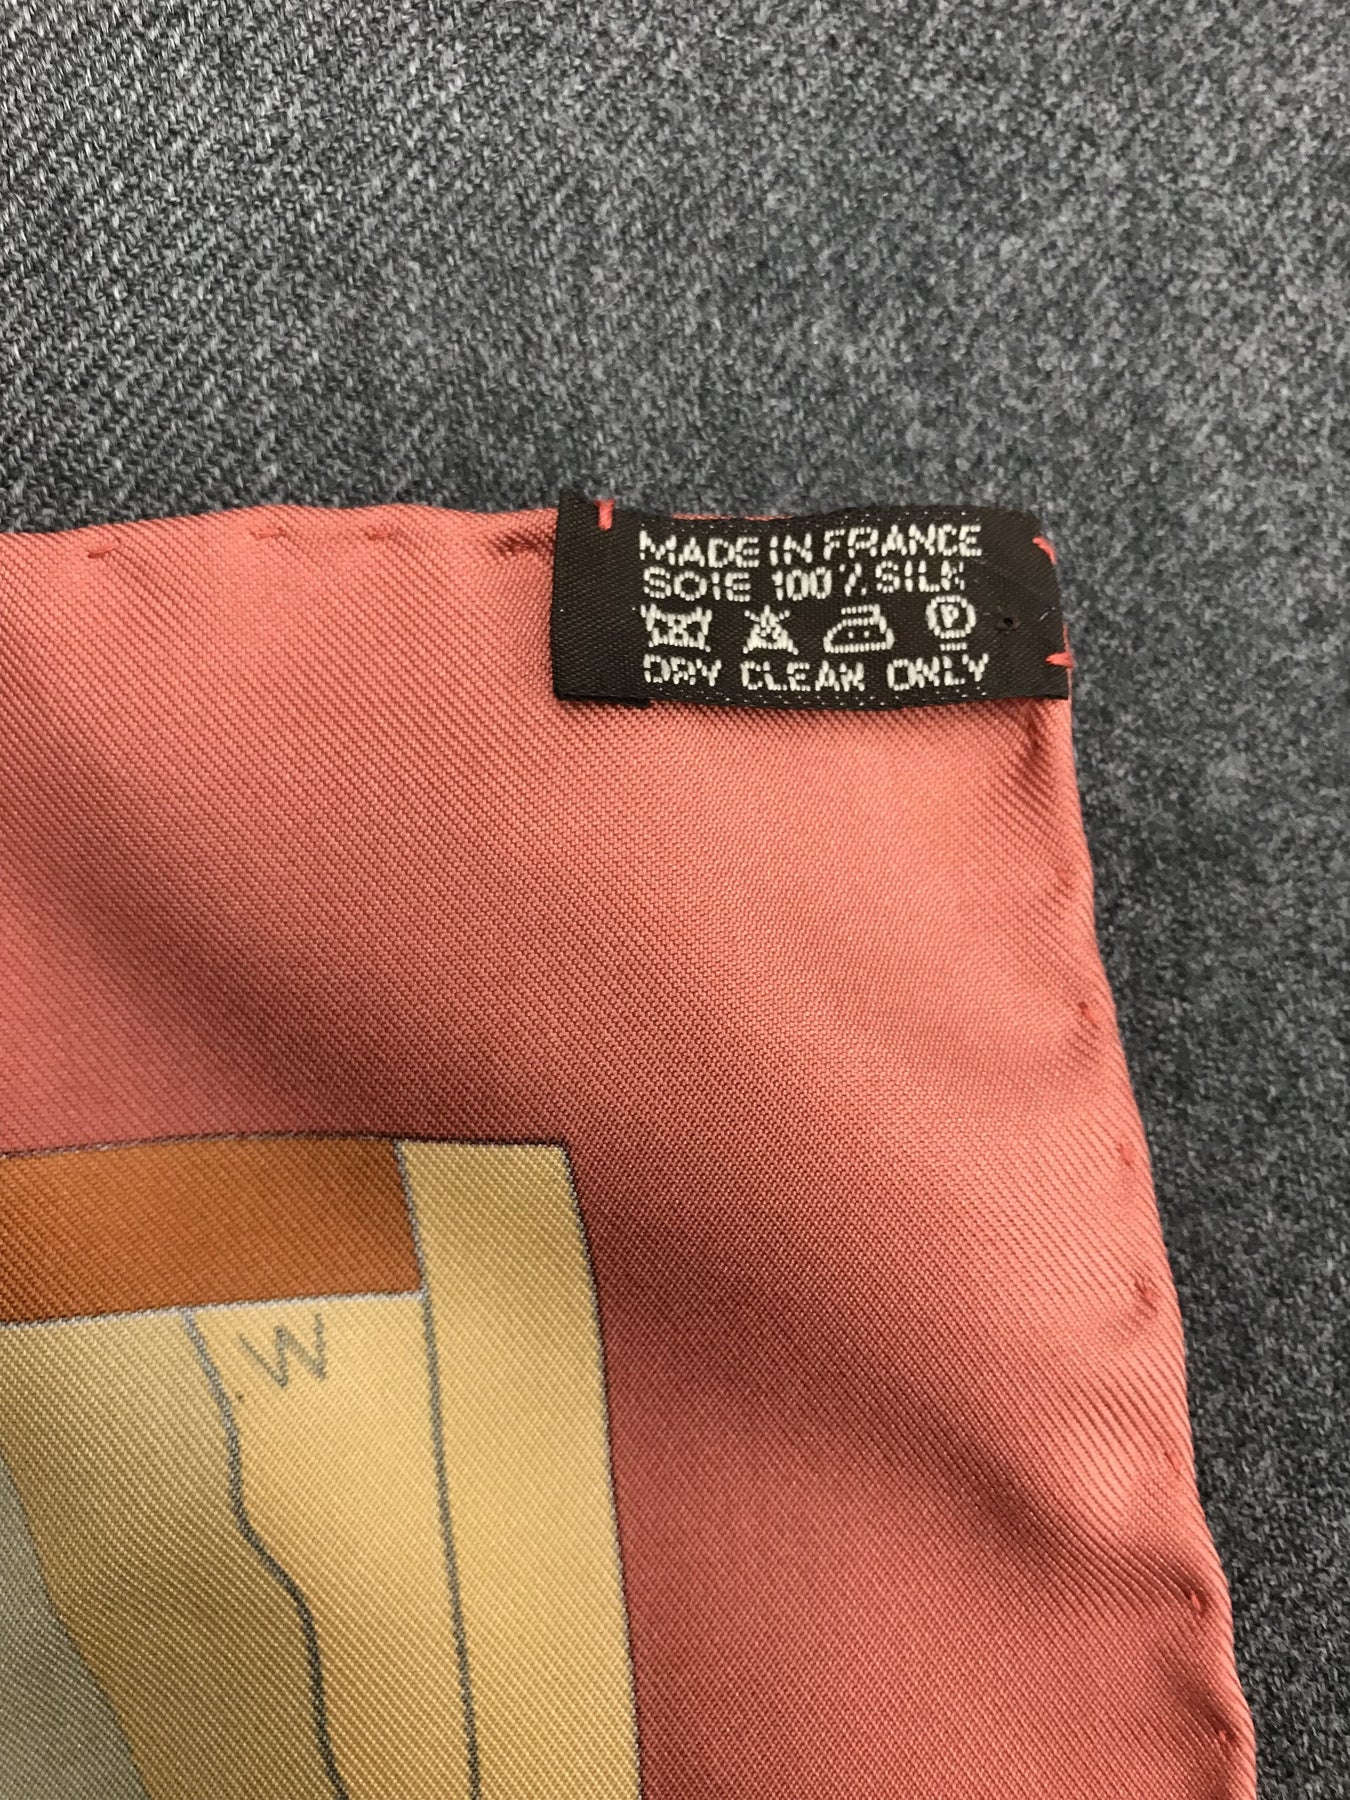 MADE IN FRANCE
SOIE 100% SILK
P
DRY CLEAN ONLY
W